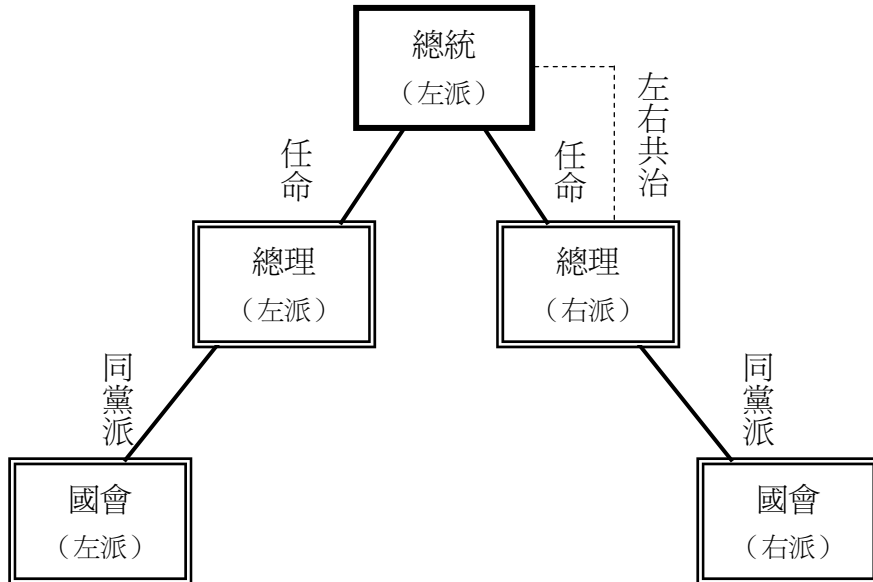 總統
（左派）
左右共治
任命
任命
總理
（左派）
總理
（右派）
同黨派
同黨派
國會
（左派）
國會
（右派）